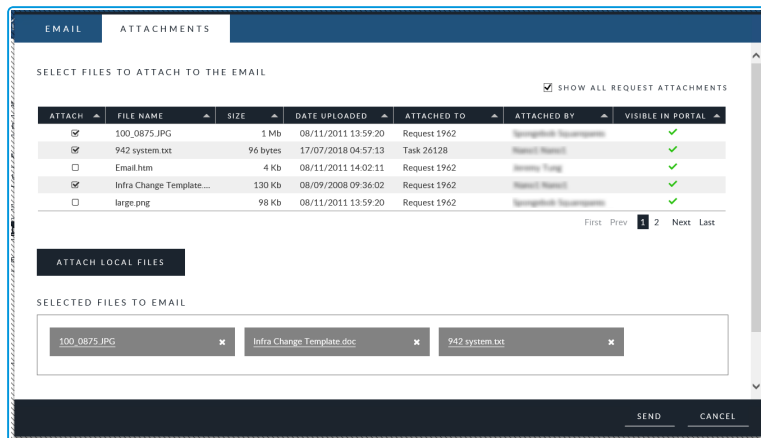 EMAIL ATTACHMENTS
SELECT FILES TO ATTACH TO THE EMAIL
SHOW ALL REQUEST ATTACHMENTS
ATTACH FILE NAME SIZE DATE UPLOADED ATTACHED TO ATTACHED BY VISIBLE IN PORTAL
100_0875.JPG 1 Mb 08/11/2011 13:59:20 Request 1962
942 system.txt 96 bytes 17/07/2018 04:57:13 Task 26128
Email.htm 4 Kb 08/11/2011 14:02:11 Request 1962
Infra Change Template.... 130 Kb 08/09/2008 09:36:02 Request 1962
large.png 98 Kb 08/11/2011 13:59:20 Request 1962
First Prev 1 2 Next Last
ATTACH LOCAL FILES
SELECTED FILES TO EMAIL
100_0875.JPG Infra Change Template.doc 942 system.txt
SEND CANCEL